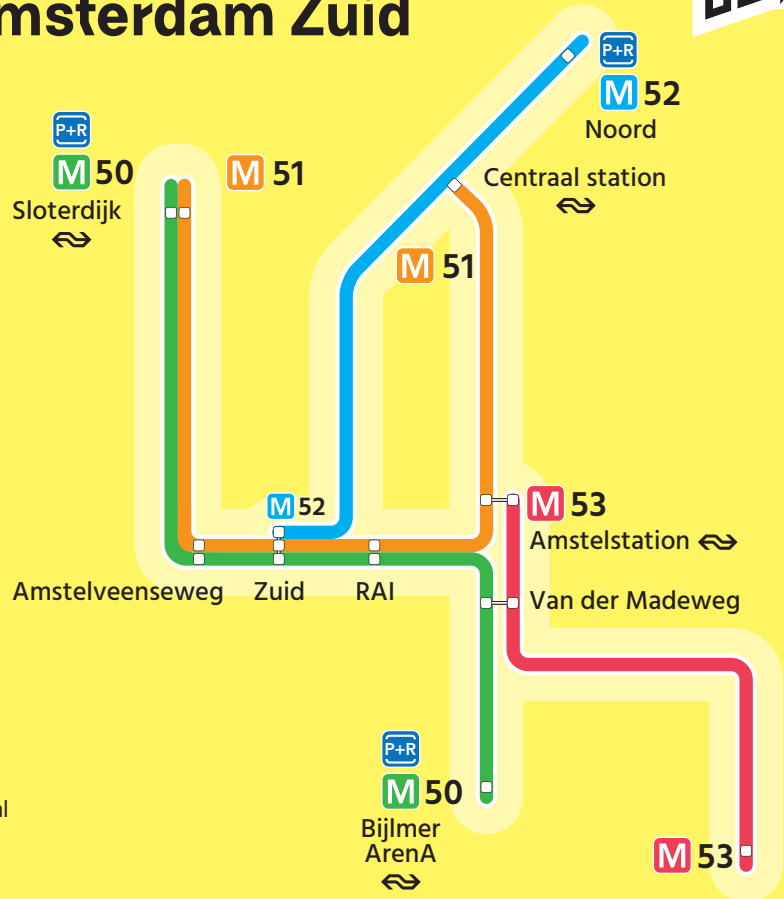 msterdam Zuid
P+R
M 52
Noord
P+R
M 50
M 51
Sloterdijk
Centraal station
M 51
M 52
M 53
Amstelstation
Amstelveenseweg
Zuid
RAI
Van der Madeweg
P+R
M 50
Bijlmer
ArenA
M 53